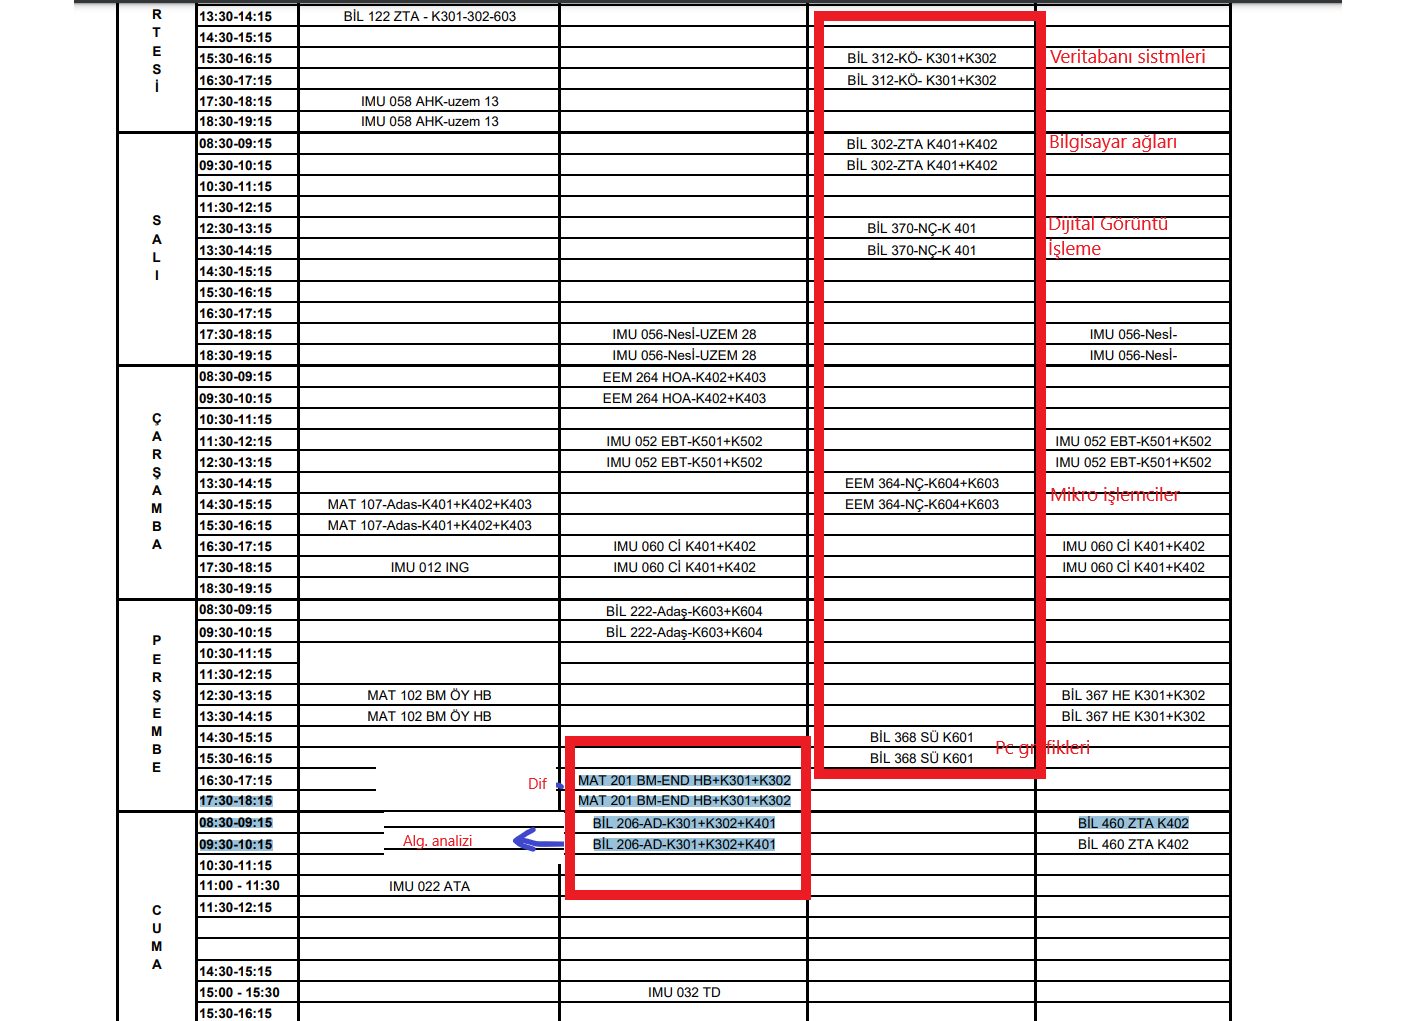 R
T
E
S
İ
13:30-14:15 BİL 122 ZTA - K301-302-603
14:30-15:15
15:30-16:15 BİL 312-KÖ- K301+K302 Veritabanı sistmleri
16:30-17:15 BİL 312-KÖ- K301+K302
17:30-18:15 IMU 058 AHK-uzem 13
18:30-19:15 IMU 058 AHK-uzem 13
S
A
L
I
08:30-09:15 BİL 302-ZTA K401+K402 Bilgisayar ağları
09:30-10:15 BİL 302-ZTA K401+K402
10:30-11:15
11:30-12:15
12:30-13:15 BİL 370-NÇ-K 401 Dijital Görüntü
13:30-14:15 BİL 370-NÇ-K 401 İşleme
14:30-15:15
15:30-16:15
16:30-17:15
17:30-18:15 IMU 056-Nesİ-UZEM 28 IMU 056-Nesİ-
18:30-19:15 IMU 056-Nesİ-UZEM 28 IMU 056-Nesİ-
Ç
A
R
Ş
A
M
B
A
08:30-09:15 EEM 264 HOA-K402+K403
09:30-10:15 EEM 264 HOA-K402+K403
10:30-11:15
11:30-12:15 IMU 052 EBT-K501+K502 IMU 052 EBT-K501+K502
12:30-13:15 IMU 052 EBT-K501+K502 IMU 052 EBT-K501+K502
13:30-14:15 EEM 364-NÇ-K604+K603
14:30-15:15 MAT 107-Adas-K401+K402+K403 EEM 364-NÇ-K604+K603 Mikro işlemciler
15:30-16:15 MAT 107-Adas-K401+K402+K403
16:30-17:15 IMU 060 Cİ K401+K402 IMU 060 Cİ K401+K402
17:30-18:15 IMU 012 ING IMU 060 Cİ K401+K402 IMU 060 Cİ K401+K402
18:30-19:15
P
E
R
Ş
E
M
B
E
08:30-09:15 BİL 222-Adaş-K603+K604
09:30-10:15 BİL 222-Adaş-K603+K604
10:30-11:15
11:30-12:15
12:30-13:15 MAT 102 BM ÖY HB BİL 367 HE K301+K302
13:30-14:15 MAT 102 BM ÖY HB BİL 367 HE K301+K302
14:30-15:15 BİL 368 SÜ K601 Pc grafikleri
15:30-16:15 BİL 368 SÜ K601
16:30-17:15 Dif MAT 201 BM-END HB+K301+K302
17:30-18:15 MAT 201 BM-END HB+K301+K302
C
U
M
A
08:30-09:15 BİL 206-AD-K301+K302+K401 BİL 460 ZTA K402
09:30-10:15 Alg. analizi BİL 206-AD-K301+K302+K401 BİL 460 ZTA K402
10:30-11:15
11:00 - 11:30 IMU 022 ATA
11:30-12:15
14:30-15:15
15:00 - 15:30 IMU 032 TD
15:30-16:15